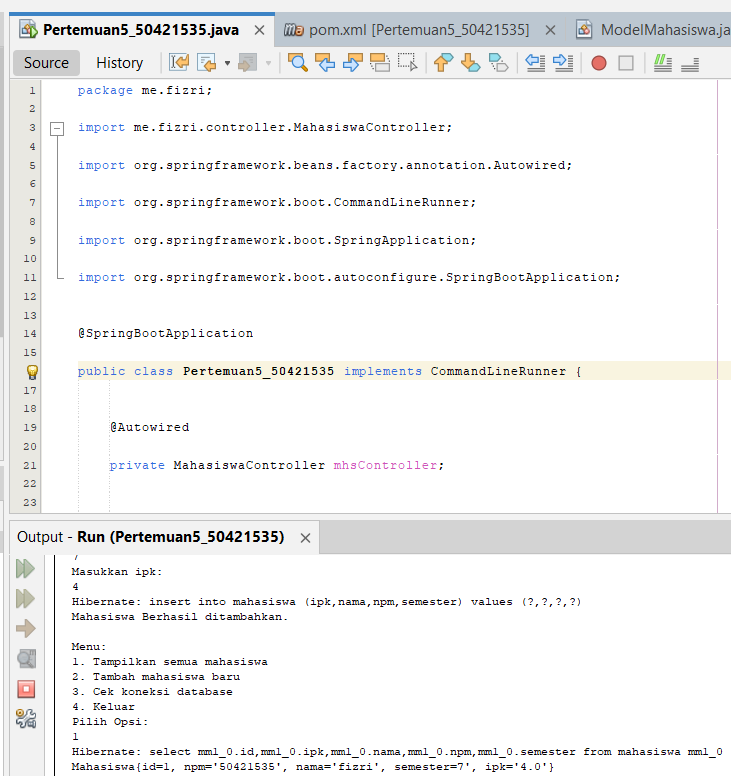 Pertemuan5_50421535.java
pom.xml [Pertemuan5_50421535]
ModelMahasiswa.ja
Source History
1 package me.fizri;
2
3 import me.fizri.controller.MahasiswaController;
4
5 import org.springframework.beans.factory.annotation.Autowired;
6
7 import org.springframework.boot.CommandLineRunner;
8
9 import org.springframework.boot.SpringApplication;
10
11 import org.springframework.boot.autoconfigure.SpringBootApplication;
12
13
14 @SpringBootApplication
15
public class Pertemuan5_50421535 implements CommandLineRunner {
17
18
19 @Autowired
20
21 private MahasiswaController mhsController;
22
23
Output - Run (Pertemuan5_50421535)
7
Masukkan ipk:
4
Hibernate: insert into mahasiswa (ipk,nama,npm,semester) values (?,?,?,?)
Mahasiswa Berhasil ditambahkan.
Menu:
1. Tampilkan semua mahasiswa
2. Tambah mahasiswa baru
3. Cek koneksi database
4. Keluar
Pilih Opsi:
1
Hibernate: select mml_0.id,mml_0.ipk,mml_0.nama,mml_0.npm,mml_0.semester from mahasiswa mml_0
Mahasiswa{id=1, npm='50421535', nama='fizri', semester=7', ipk='4.0'}